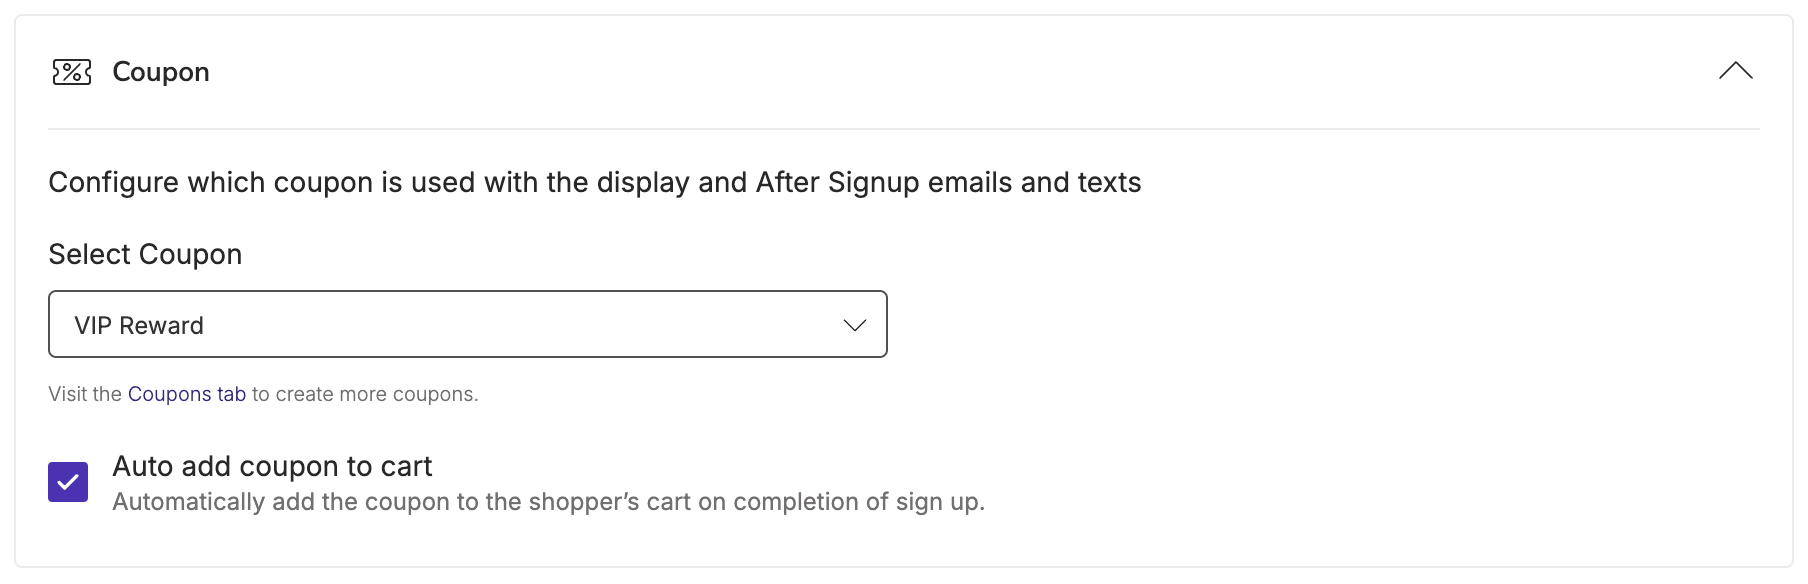 Coupon
Configure which coupon is used with the display and After Signup emails and texts
Select Coupon
VIP Reward
Visit the Coupons tab to create more coupons.
Auto add coupon to cart
Automatically add the coupon to the shopper’s cart on completion of sign up.